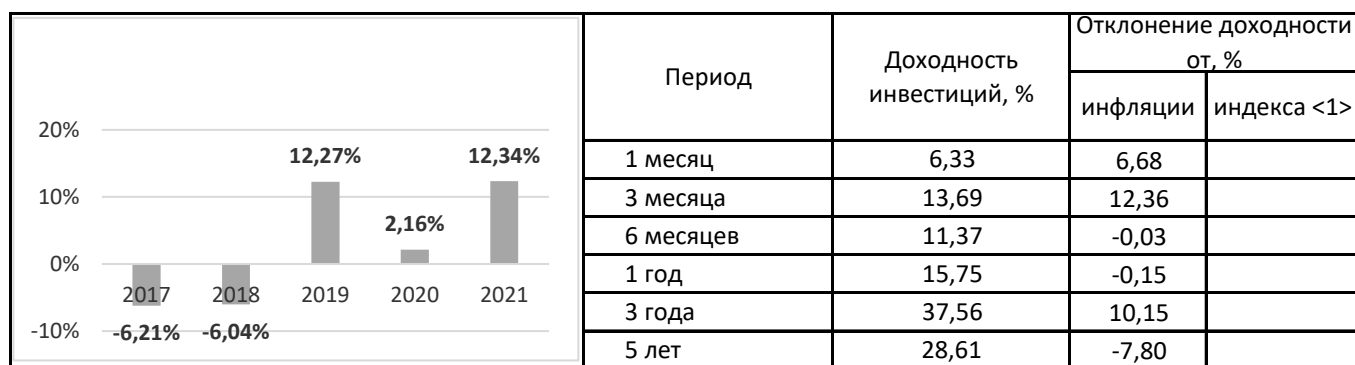 20%
10%
0%
-10%
12,27%
12,34%
2,16%
2017 2018 2019 2020 2021
-6,21% -6,04%
Период
Доходность
инвестиций, %
Отклонение доходности
от, %
инфляции индекса <1>
1 месяц 6,33 6,68
3 месяца 13,69 12,36
6 месяцев 11,37 -0,03
1 год 15,75 -0,15
3 года 37,56 10,15
5 лет 28,61 -7,80